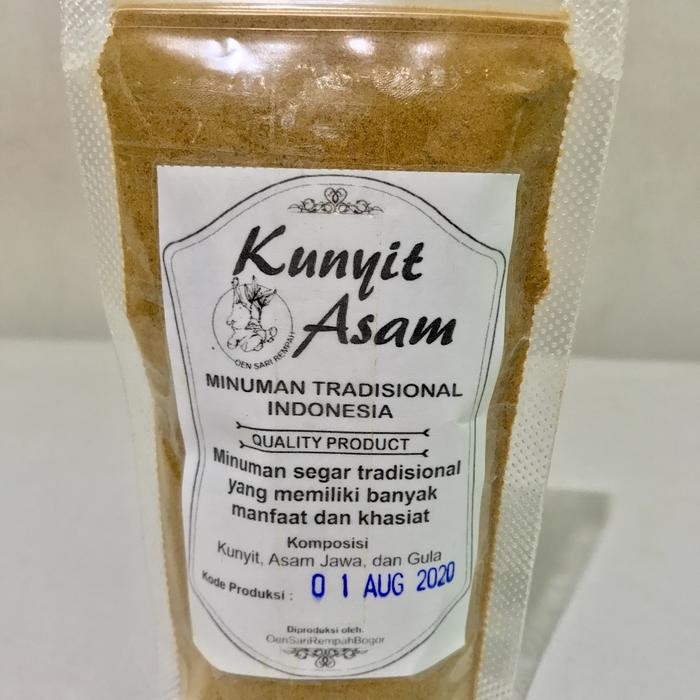 Kunyit
Asam
OEN SARI REMPAH
MINUMAN TRADISIONAL
INDONESIA
QUALITY PRODUCT
Minuman segar tradisional
yang memiliki banyak
manfaat dan khasiat
Komposisi
Kunyit, Asam Jawa, dan Gula
Kode Produksi : 01 AUG 2020
Diproduksi oleh:
OenSariRempahBogor